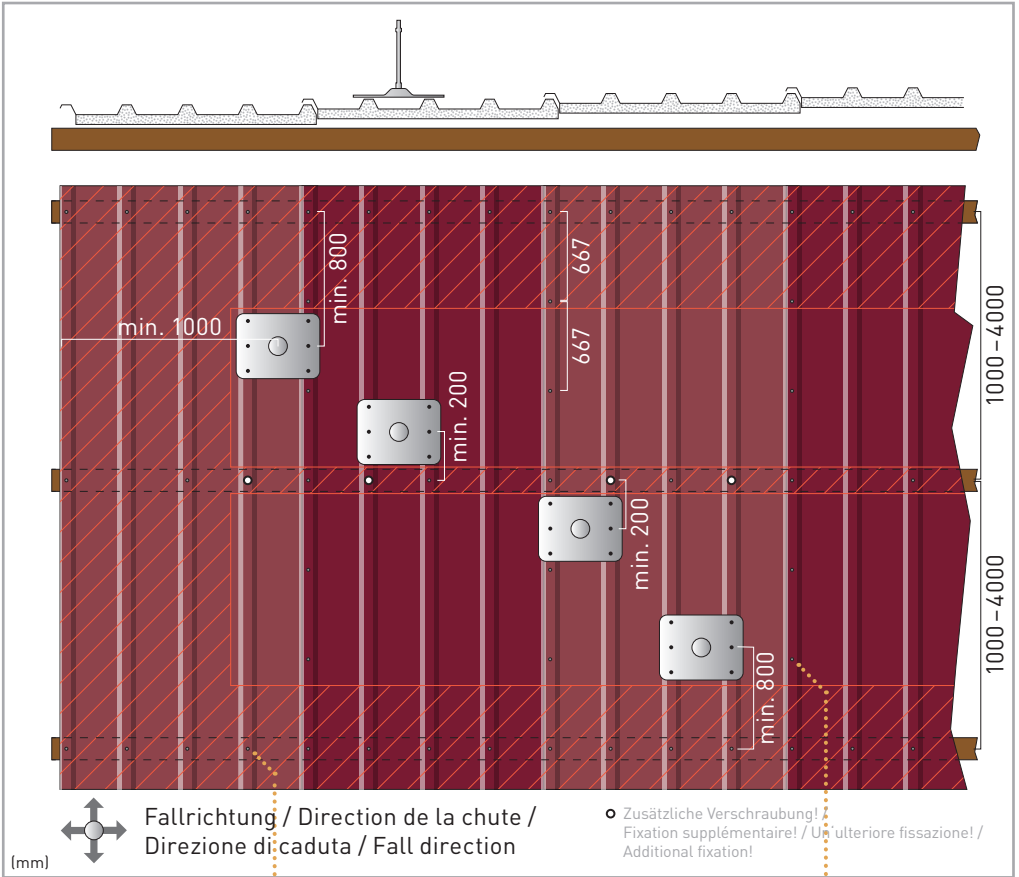 min. 1000
min. 800
667
667
min. 200
min. 200
min. 800
1000–4000
1000–4000
Fallrichtung / Direction de la chute /
Direzione di caduta / Fall direction
Zusätzliche Verschraubung! /
Fixation supplémentaire! / Un'ulteriore fissazione! /
Additional fixation!
(mm)